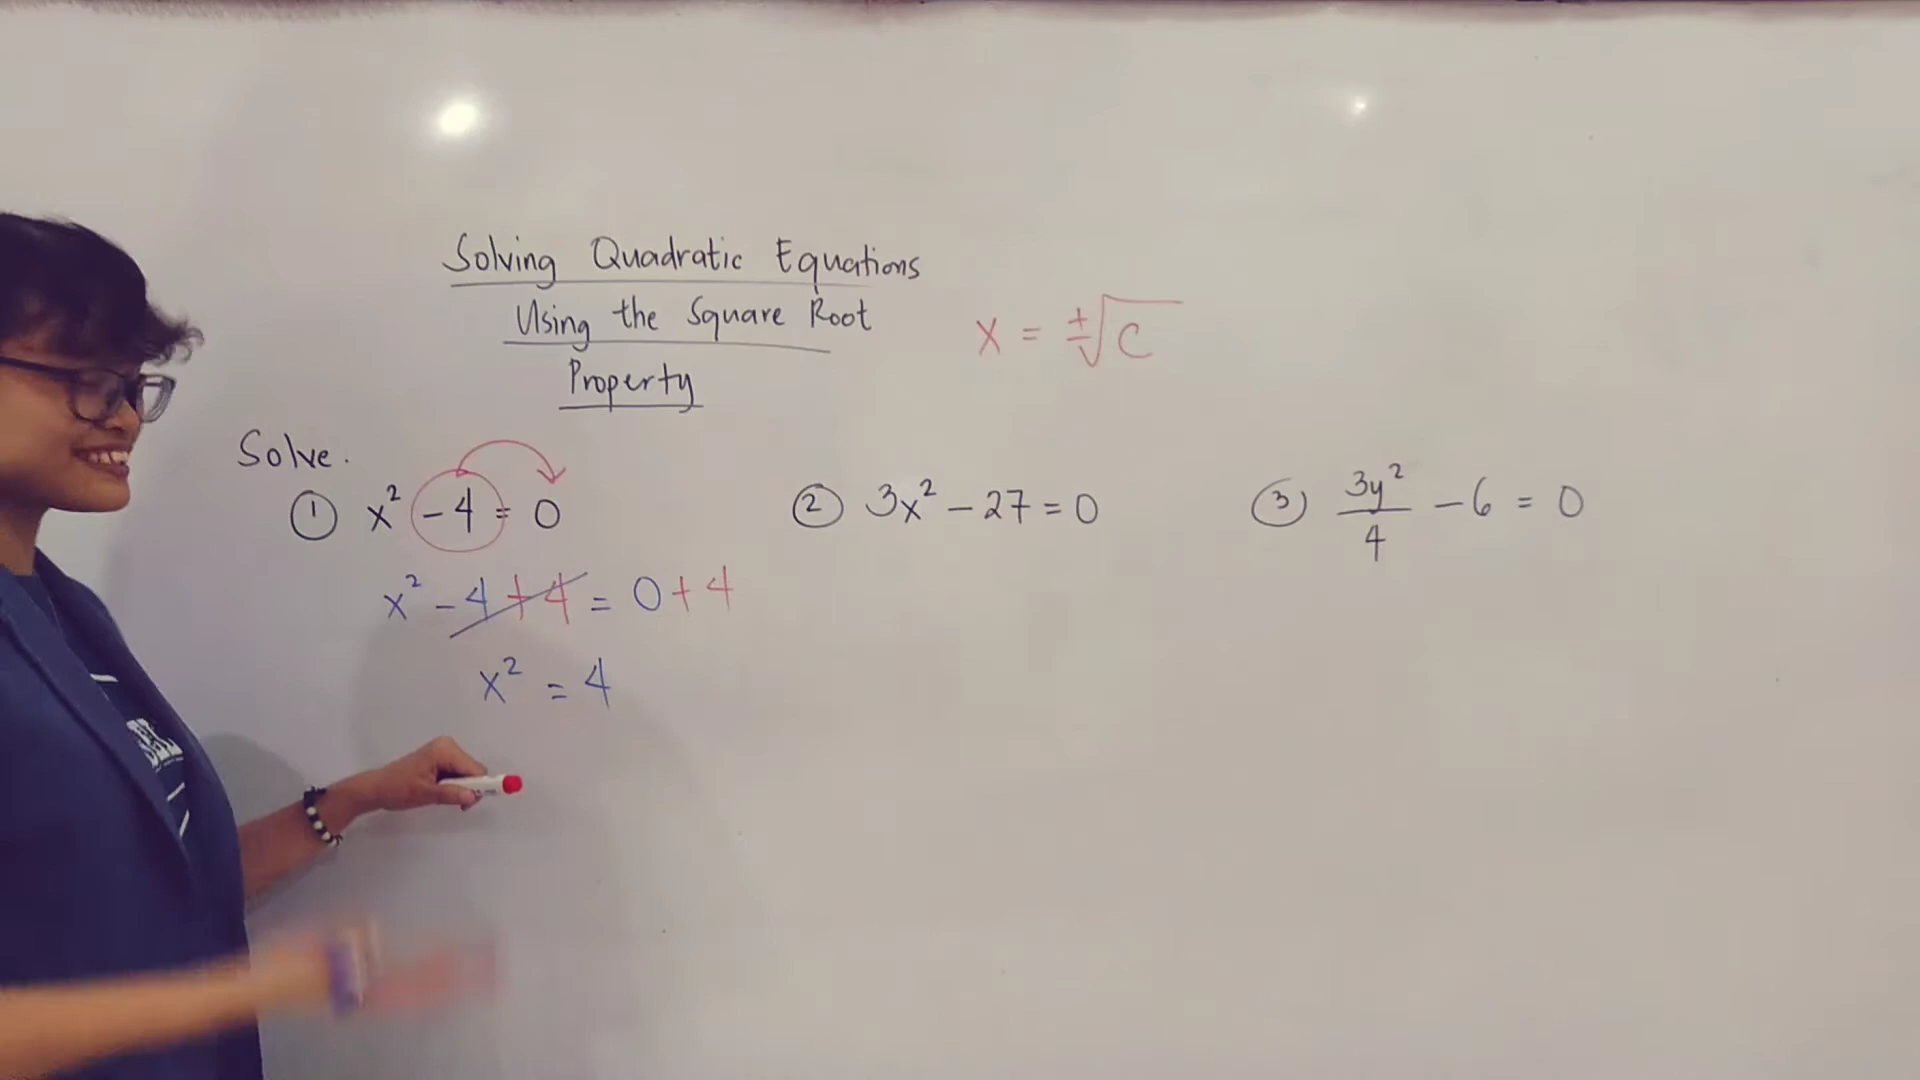 Solving Quadratic Equations
Using the Square Root
Property
x = ±√c
Solve.
① x² - 4 = 0
x² - 4 + 4 = 0 + 4
x² = 4
② 3x² - 27 = 0
③ 3y²/4 - 6 = 0